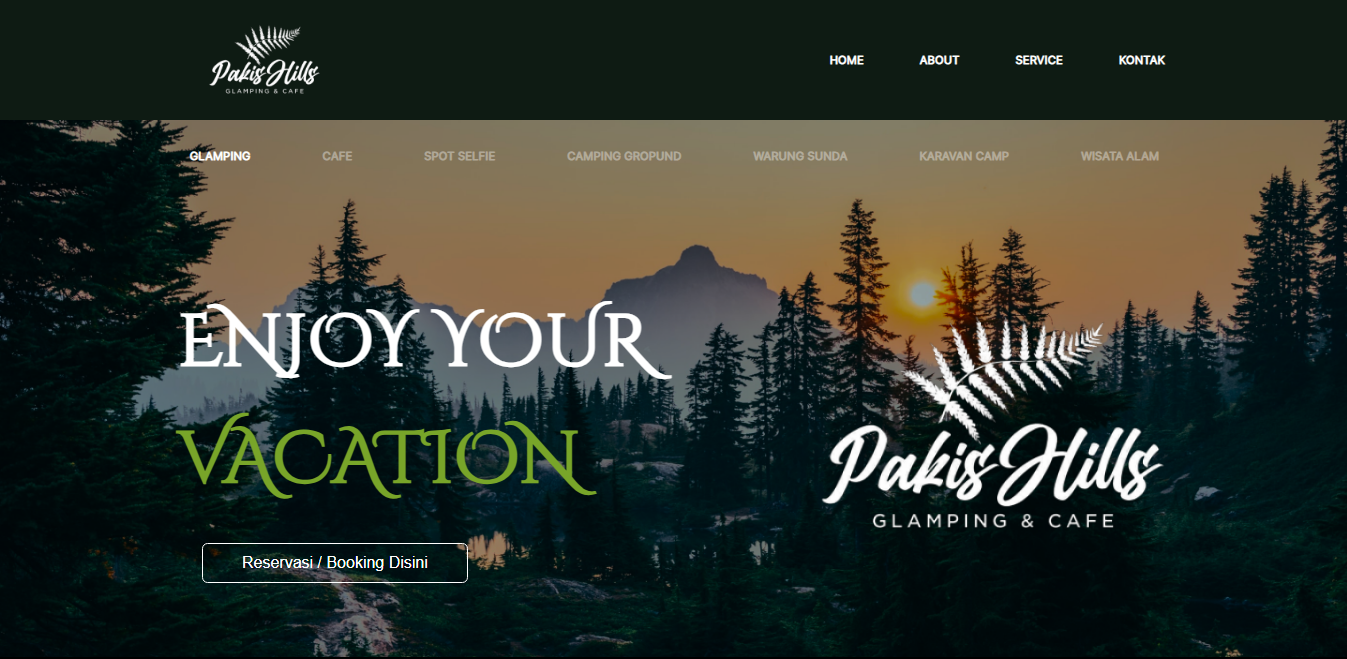 Pakis Hills
GLAMPING & CAFE
HOME ABOUT SERVICE KONTAK
GLAMPING CAFE SPOT SELFIE CAMPING GROPUND WARUNG SUNDA KARAVAN CAMP WISATA ALAM
ENJOY YOUR
VACATION
Pakis Hills
GLAMPING & CAFE
Reservasi / Booking Disini